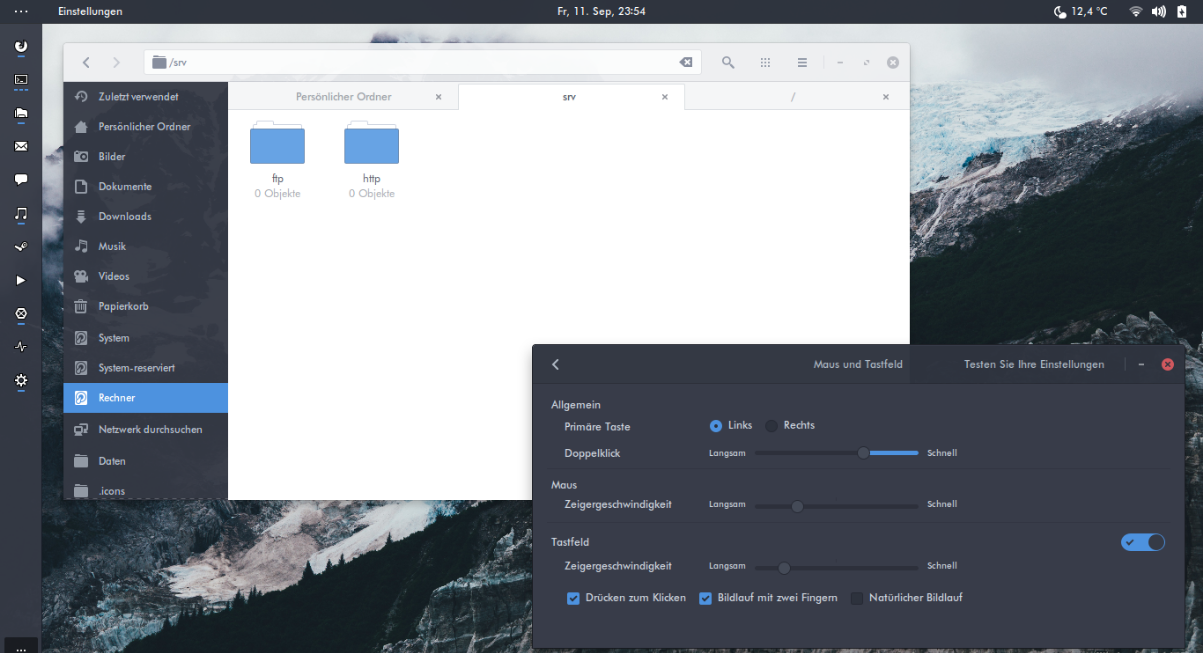 Einstellungen
Fr, 11. Sep, 23:54
12,4 °C
/srv
Zuletzt verwendet
Persönlicher Ordner
Bilder
Dokumente
Downloads
Musik
Videos
Papierkorb
System
System-reserviert
Rechner
Netzwerk durchsuchen
Daten
.icons
Persönlicher Ordner
srv
/
ftp
0 Objekte
http
0 Objekte
Maus und Tastfeld
Testen Sie Ihre Einstellungen
Allgemein
Primäre Taste Links Rechts
Doppelklick Langsam Schnell
Maus
Zeigergeschwindigkeit Langsam Schnell
Tastfeld
Zeigergeschwindigkeit Langsam Schnell
Drücken zum Klicken Bildlauf mit zwei Fingern Natürlicher Bildlauf